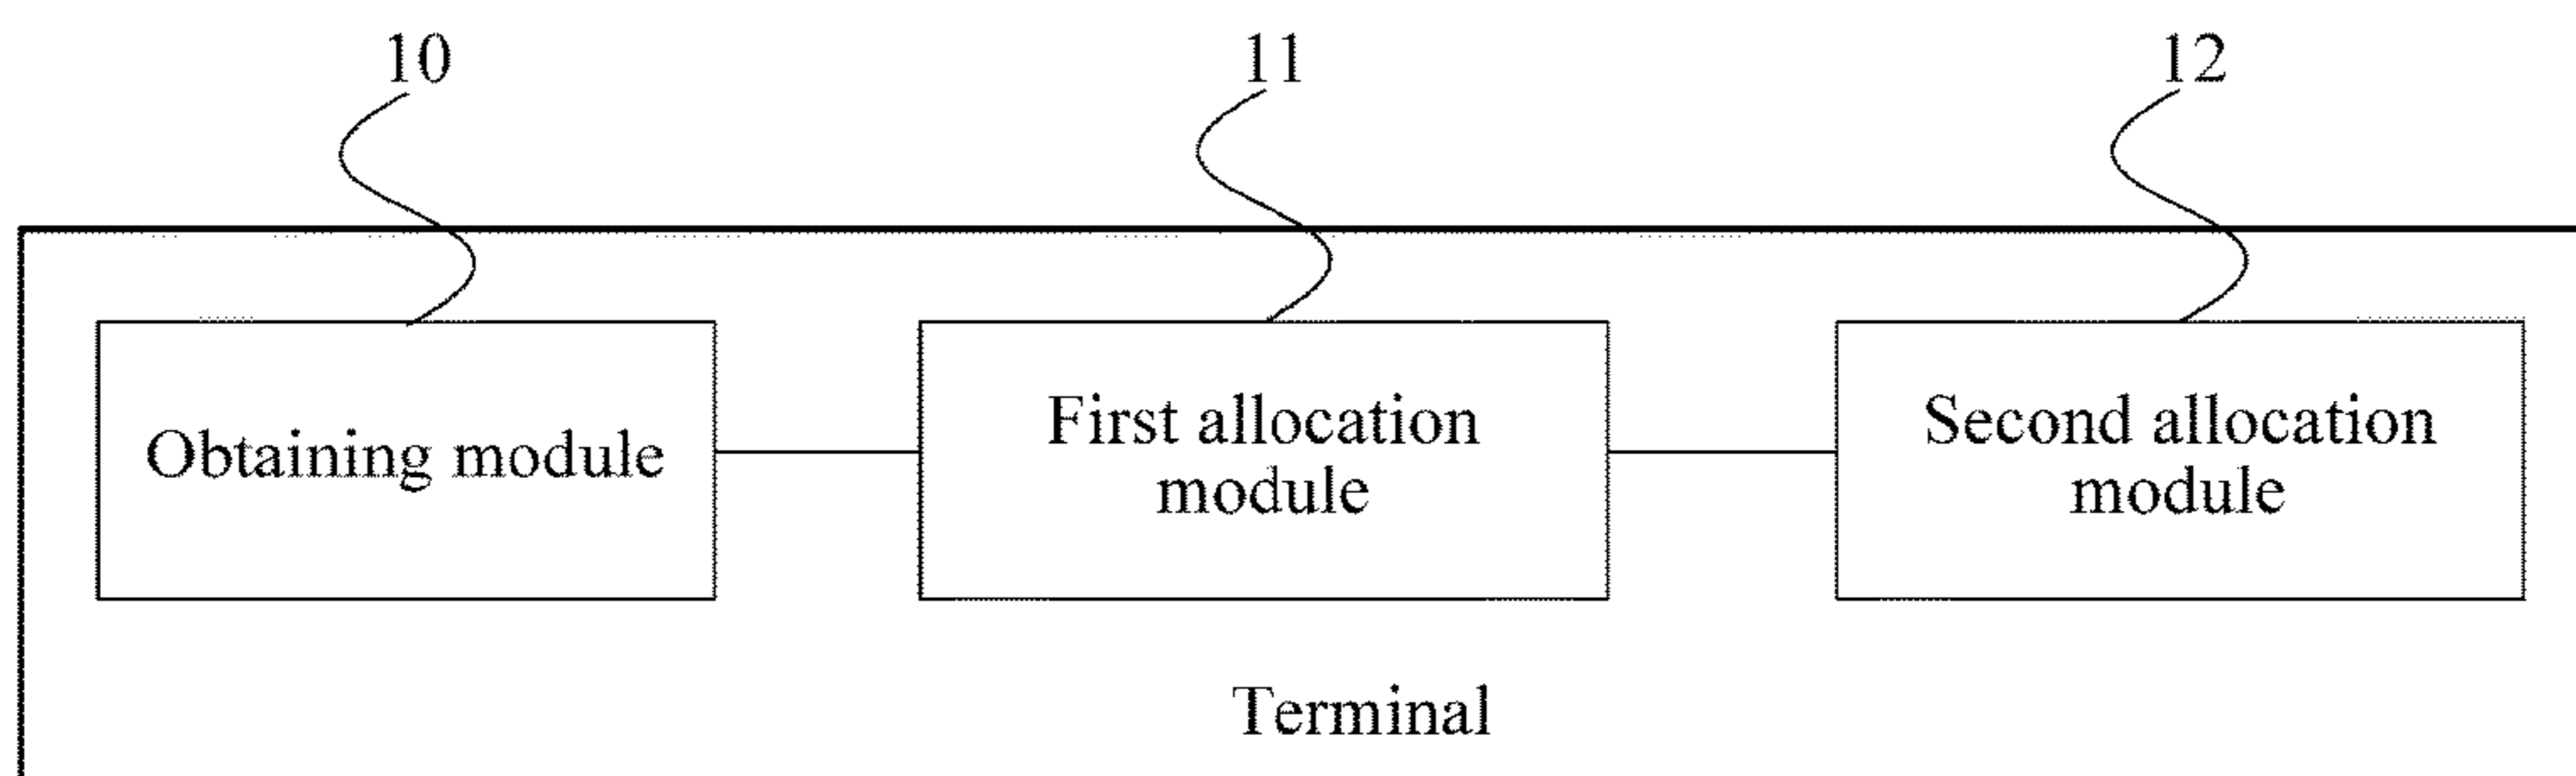 10
11
12
Obtaining module
First allocation
module
Second allocation
module
Terminal